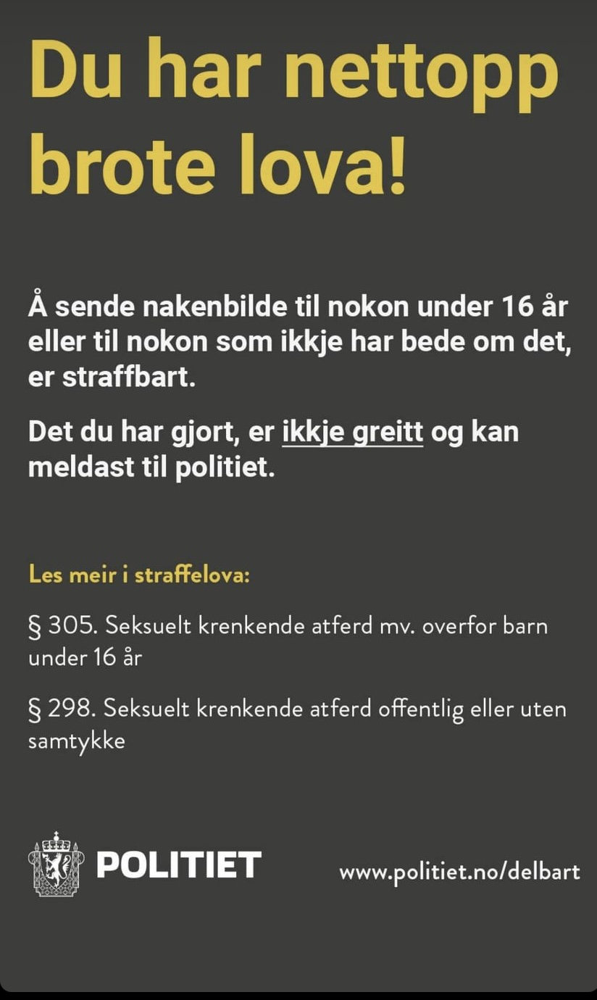 Du har nettopp
brote lova!
Å sende nakenbilde til nokon under 16 år
eller til nokon som ikkje har bede om det,
er straffbart.
Det du har gjort, er ikkje greitt og kan
meldast til politiet.
Les meir i straffelova:
§ 305. Seksuelt krenkende atferd mv. overfor barn
under 16 år
§ 298. Seksuelt krenkende atferd offentlig eller uten
samtykke
POLITIET
www.politiet.no/delbart